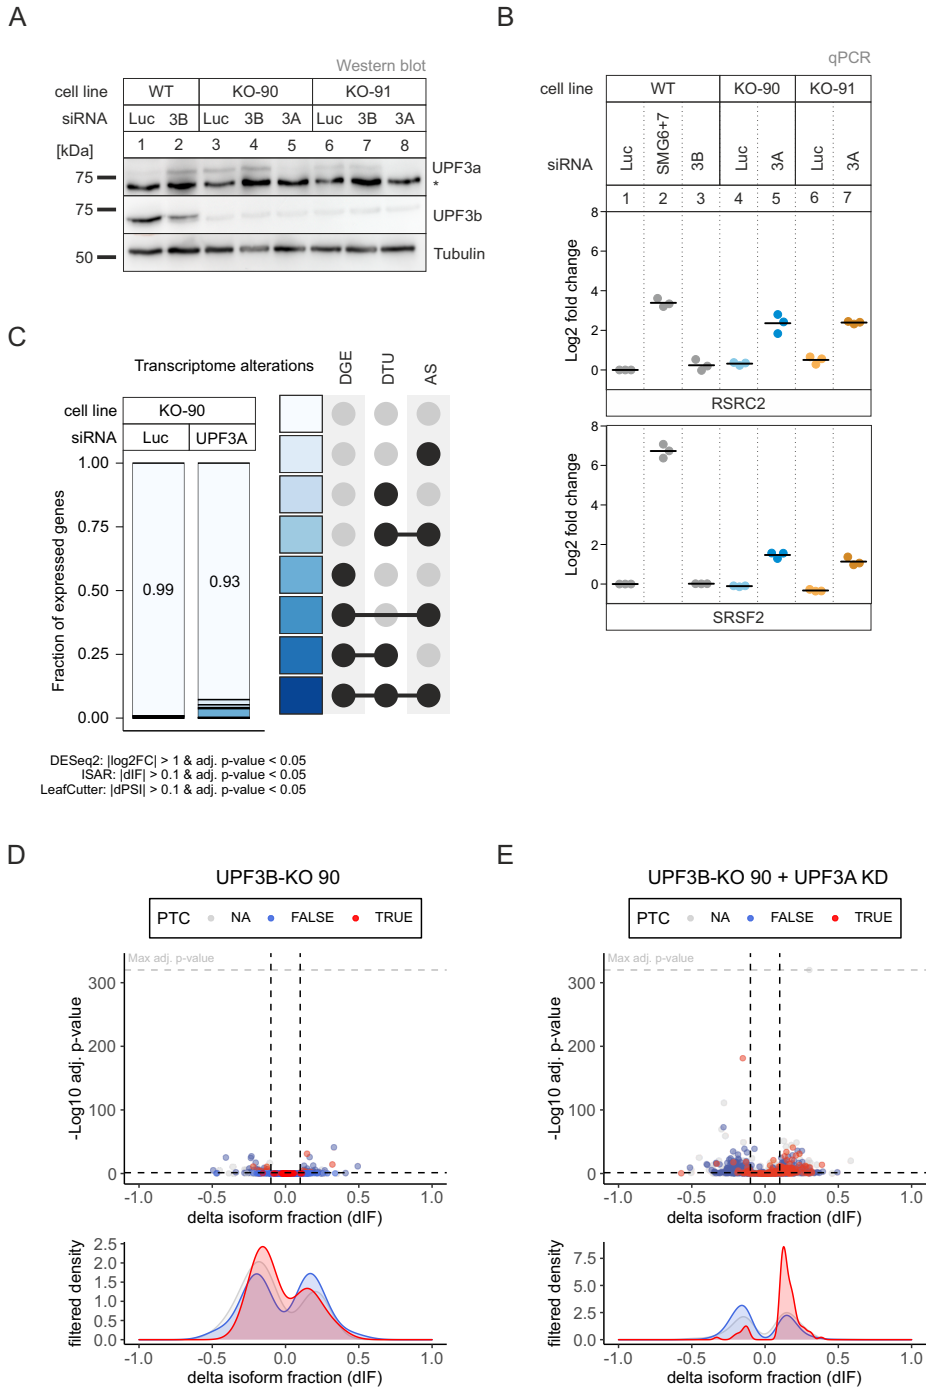 A
Western blot
cell line WT KO-90 KO-91
siRNA Luc 3B Luc 3B 3A Luc 3B 3A
[kDa] 1 2 3 4 5 6 7 8
75 UPF3a
*
75 UPF3b
50 Tubulin
B
qPCR
cell line WT KO-90 KO-91
siRNA Luc SMG6+7 3B Luc 3A Luc 3A
1 2 3 4 5 6 7
Log2 fold change
8
6
4
2
0
RSRC2
Log2 fold change
8
6
4
2
0
SRSF2
C
Transcriptome alterations
DGE DTU AS
cell line KO-90
siRNA Luc UPF3A
Fraction of expressed genes
1.00
0.75
0.50
0.25
0.00
0.99 0.93
DESeq2: |log2FC| > 1 & adj. p-value < 0.05
ISAR: |dIF| > 0.1 & adj. p-value < 0.05
LeafCutter: |dPSI| > 0.1 & adj. p-value < 0.05
D
UPF3B-KO 90
PTC NA FALSE TRUE
Max adj. p-value
-Log10 adj. p-value
300
200
100
0
-1.0 -0.5 0.0 0.5 1.0
delta isoform fraction (dIF)
filtered density
2.5
2.0
1.5
1.0
0.5
0.0
-1.0 -0.5 0.0 0.5 1.0
delta isoform fraction (dIF)
E
UPF3B-KO 90 + UPF3A KD
PTC NA FALSE TRUE
Max adj. p-value
-Log10 adj. p-value
300
200
100
0
-1.0 -0.5 0.0 0.5 1.0
delta isoform fraction (dIF)
filtered density
7.5
5.0
2.5
0.0
-1.0 -0.5 0.0 0.5 1.0
delta isoform fraction (dIF)